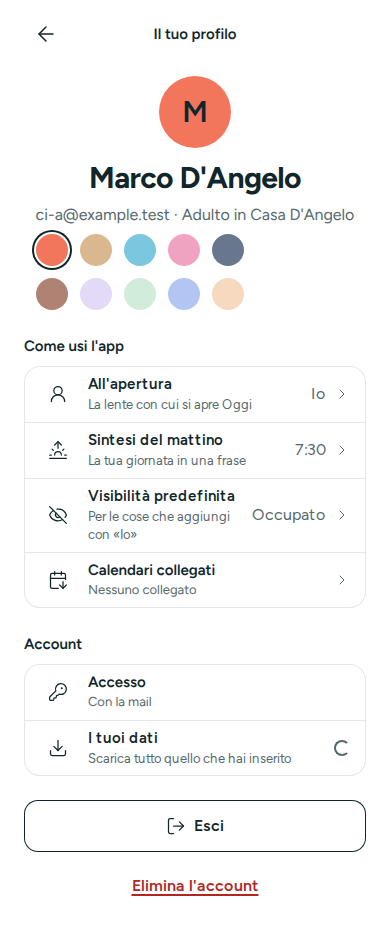 Il tuo profilo
M
Marco D'Angelo
ci-a@example.test · Adulto in Casa D'Angelo
Come usi l'app
All'apertura
La lente con cui si apre Oggi
Io
Sintesi del mattino
La tua giornata in una frase
7:30
Visibilità predefinita
Per le cose che aggiungi
con «Io»
Occupato
Calendari collegati
Nessuno collegato
Account
Accesso
Con la mail
I tuoi dati
Scarica tutto quello che hai inserito
Esci
Elimina l'account